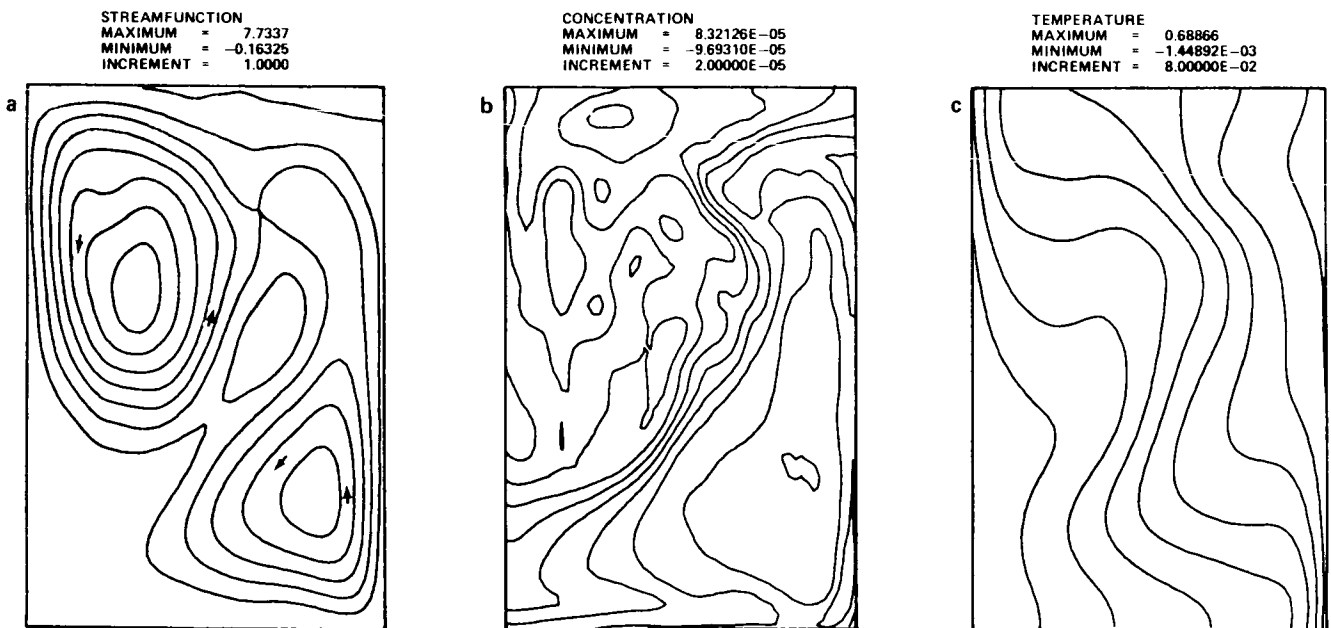 STREAMFUNCTION
MAXIMUM = 7.7337
MINIMUM = −0.16325
INCREMENT = 1.0000
CONCENTRATION
MAXIMUM = 8.32126E−05
MINIMUM = −9.69310E−05
INCREMENT = 2.00000E−05
TEMPERATURE
MAXIMUM = 0.68866
MINIMUM = −1.44892E−03
INCREMENT = 8.00000E−02
a
b
c